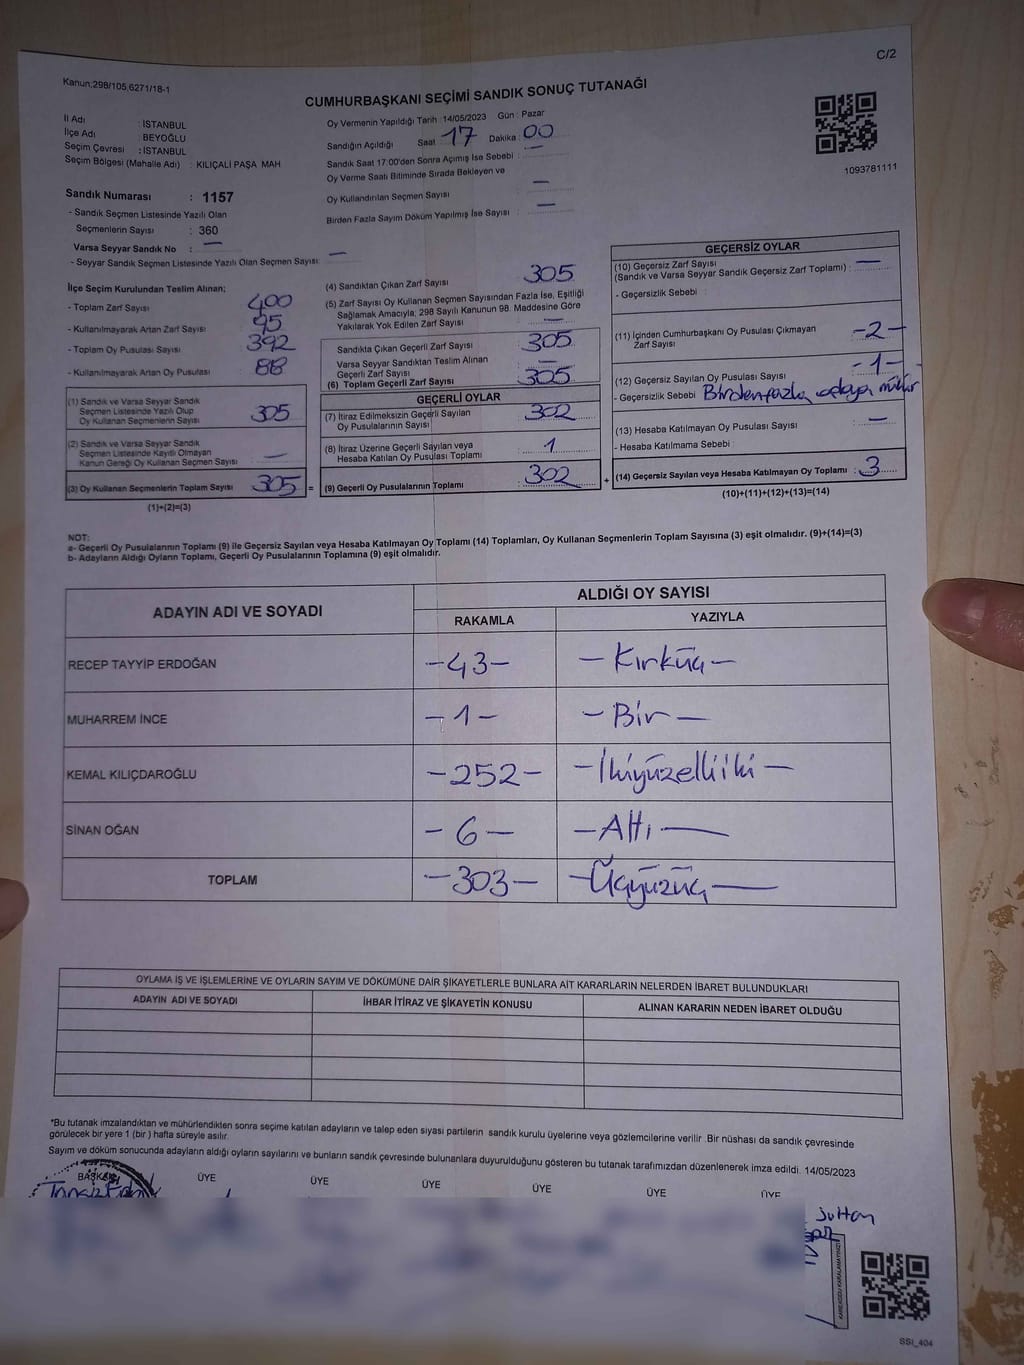 C/2
Kanun;298/105,6271/18-1
CUMHURBAŞKANI SEÇİMİ SANDIK SONUÇ TUTANAĞI
İl Adı : İSTANBUL
İlçe Adı : BEYOĞLU
Seçim Çevresi : İSTANBUL
Seçim Bölgesi (Mahalle Adı) : KILIÇALİ PAŞA MAH
Sandık Numarası : 1157
- Sandık Seçmen Listesinde Yazılı Olan
Seçmenlerin Sayısı : 360
Varsa Seyyar Sandık No : —
- Seyyar Sandık Seçmen Listesinde Yazılı Olan Seçmen Sayısı: —
Oy Vermenin Yapıldığı Tarih : 14/05/2023 Gün : Pazar
Sandığın Açıldığı Saat : 17 Dakika : 00
Sandık Saat 17:00'den Sonra Açımış İse Sebebi : —
Oy Verme Saati Bitiminde Sırada Bekleyen ve
Oy Kullandırılan Seçmen Sayısı : —
Birden Fazla Sayım Döküm Yapılmış İse Sayısı : —
1093781111
İlçe Seçim Kurulundan Teslim Alınan;
- Toplam Zarf Sayısı : 400
- Kullanılmayarak Artan Zarf Sayısı : 95
- Toplam Oy Pusulası Sayısı : 392
- Kullanılmayarak Artan Oy Pusulası : 88
(1) Sandık ve Varsa Seyyar Sandık
Seçmen Listesinde Yazılı Olup
Oy Kullanan Seçmenlerin Sayısı : 305
(2) Sandık ve Varsa Seyyar Sandık
Seçmen Listesinde Kayıtlı Olmayan
Kanun Gereği Oy Kullanan Seçmen Sayısı : —
(3) Oy Kullanan Seçmenlerin Toplam Sayısı : 305 =
(1)+(2)=(3)
(4) Sandıktan Çıkan Zarf Sayısı : 305
(5) Zarf Sayısı Oy Kullanan Seçmen Sayısından Fazla İse, Eşitliği
Sağlamak Amacıyla; 298 Sayılı Kanunun 98. Maddesine Göre
Yakılarak Yok Edilen Zarf Sayısı : —
Sandıkta Çıkan Geçerli Zarf Sayısı : 305
Varsa Seyyar Sandıktan Teslim Alınan
Geçerli Zarf Sayısı : —
(6) Toplam Geçerli Zarf Sayısı : 305
GEÇERLİ OYLAR
(7) İtiraz Edilmeksizin Geçerli Sayılan
Oy Pusulalarının Sayısı : 302
(8) İtiraz Üzerine Geçerli Sayılan veya
Hesaba Katılan Oy Pusulası Toplamı : 1
(9) Geçerli Oy Pusulalarının Toplamı : 302 +
GEÇERSİZ OYLAR
(10) Geçersiz Zarf Sayısı
(Sandık ve Varsa Seyyar Sandık Geçersiz Zarf Toplamı) : —
- Geçersizlik Sebebi :
(11) İçinden Cumhurbaşkanı Oy Pusulası Çıkmayan
Zarf Sayısı : -2-
(12) Geçersiz Sayılan Oy Pusulası Sayısı : -1-
- Geçersizlik Sebebi : Birden fazla adaya mühür
(13) Hesaba Katılmayan Oy Pusulası Sayısı : —
- Hesaba Katılmama Sebebi :
(14) Geçersiz Sayılan veya Hesaba Katılmayan Oy Toplamı : 3
(10)+(11)+(12)+(13)=(14)
NOT:
a- Geçerli Oy Pusulalarının Toplamı (9) ile Geçersiz Sayılan veya Hesaba Katılmayan Oy Toplamı (14) Toplamları, Oy Kullanan Seçmenlerin Toplam Sayısına (3) eşit olmalıdır. (9)+(14)=(3)
b- Adayların Aldığı Oyların Toplamı, Geçerli Oy Pusulalarının Toplamına (9) eşit olmalıdır.
ADAYIN ADI VE SOYADI ALDIĞI OY SAYISI
RAKAMLA YAZIYLA
RECEP TAYYİP ERDOĞAN -43- -Kırküç-
MUHARREM İNCE -1- -Bir-
KEMAL KILIÇDAROĞLU -252- -İkiyüzelliiki-
SİNAN OĞAN -6- -Altı-
TOPLAM -303- -Üçyüzüç-
OYLAMA İŞ VE İŞLEMLERİNE VE OYLARIN SAYIM VE DÖKÜMÜNE DAİR ŞİKAYETLERLE BUNLARA AİT KARARLARIN NELERDEN İBARET BULUNDUKLARI
ADAYIN ADI VE SOYADI İHBAR İTİRAZ VE ŞİKAYETİN KONUSU ALINAN KARARIN NEDEN İBARET OLDUĞU
*Bu tutanak imzalandıktan ve mühürlendikten sonra seçime katılan adayların ve talep eden siyasi partilerin sandık kurulu üyelerine veya gözlemcilerine verilir. Bir nüshası da sandık çevresinde
görülecek bir yere 1 (bir) hafta süreyle asılır.
Sayım ve döküm sonucunda adayların aldığı oyların sayılarını ve bunların sandık çevresinde bulunanlara duyurulduğunu gösteren bu tutanak tarafımızdan düzenlenerek imza edildi. 14/05/2023
BAŞKAN ÜYE ÜYE ÜYE ÜYE ÜYE ÜYE
SSİ_404